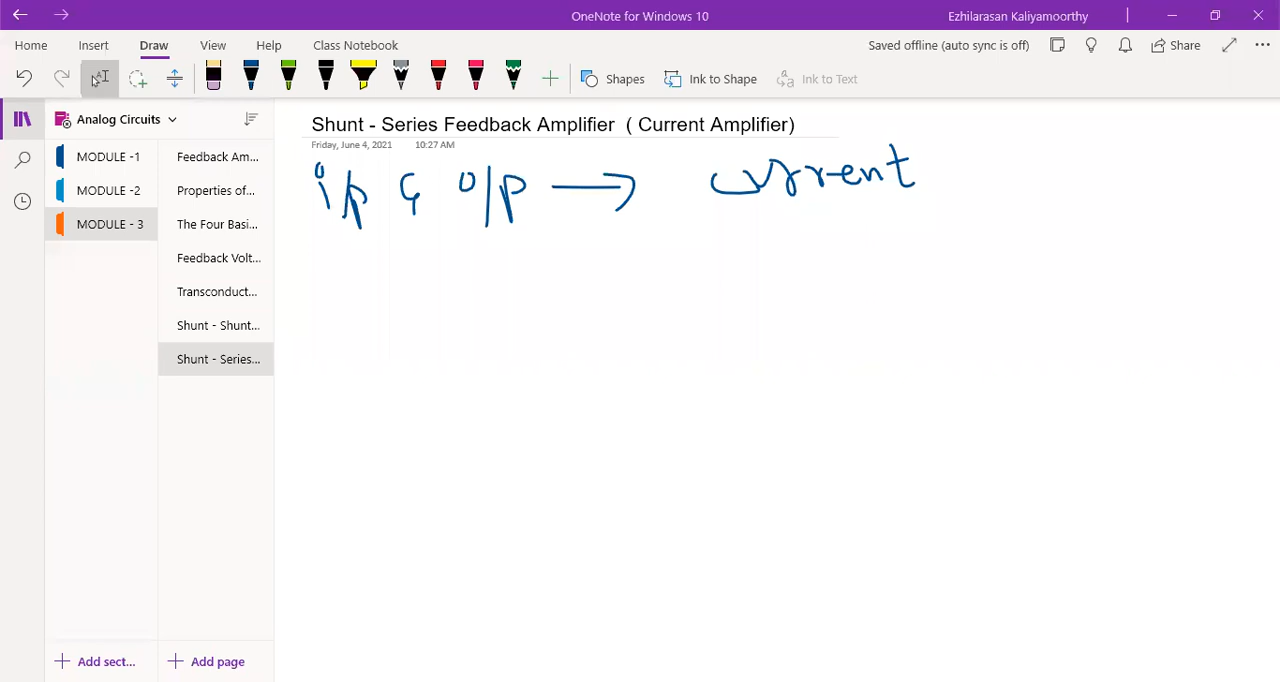 OneNote for Windows 10
Ezhilarasan Kaliyamoorthy
Home Insert Draw View Help Class Notebook
Saved offline (auto sync is off) Share
Shapes Ink to Shape Ink to Text
Analog Circuits
MODULE -1
MODULE -2
MODULE - 3
Feedback Am...
Properties of...
The Four Basi...
Feedback Volt...
Transconduct...
Shunt - Shunt...
Shunt - Series...
Add sect...
Add page
Shunt - Series Feedback Amplifier ( Current Amplifier)
Friday, June 4, 2021 10:27 AM
i/p & o/p → current